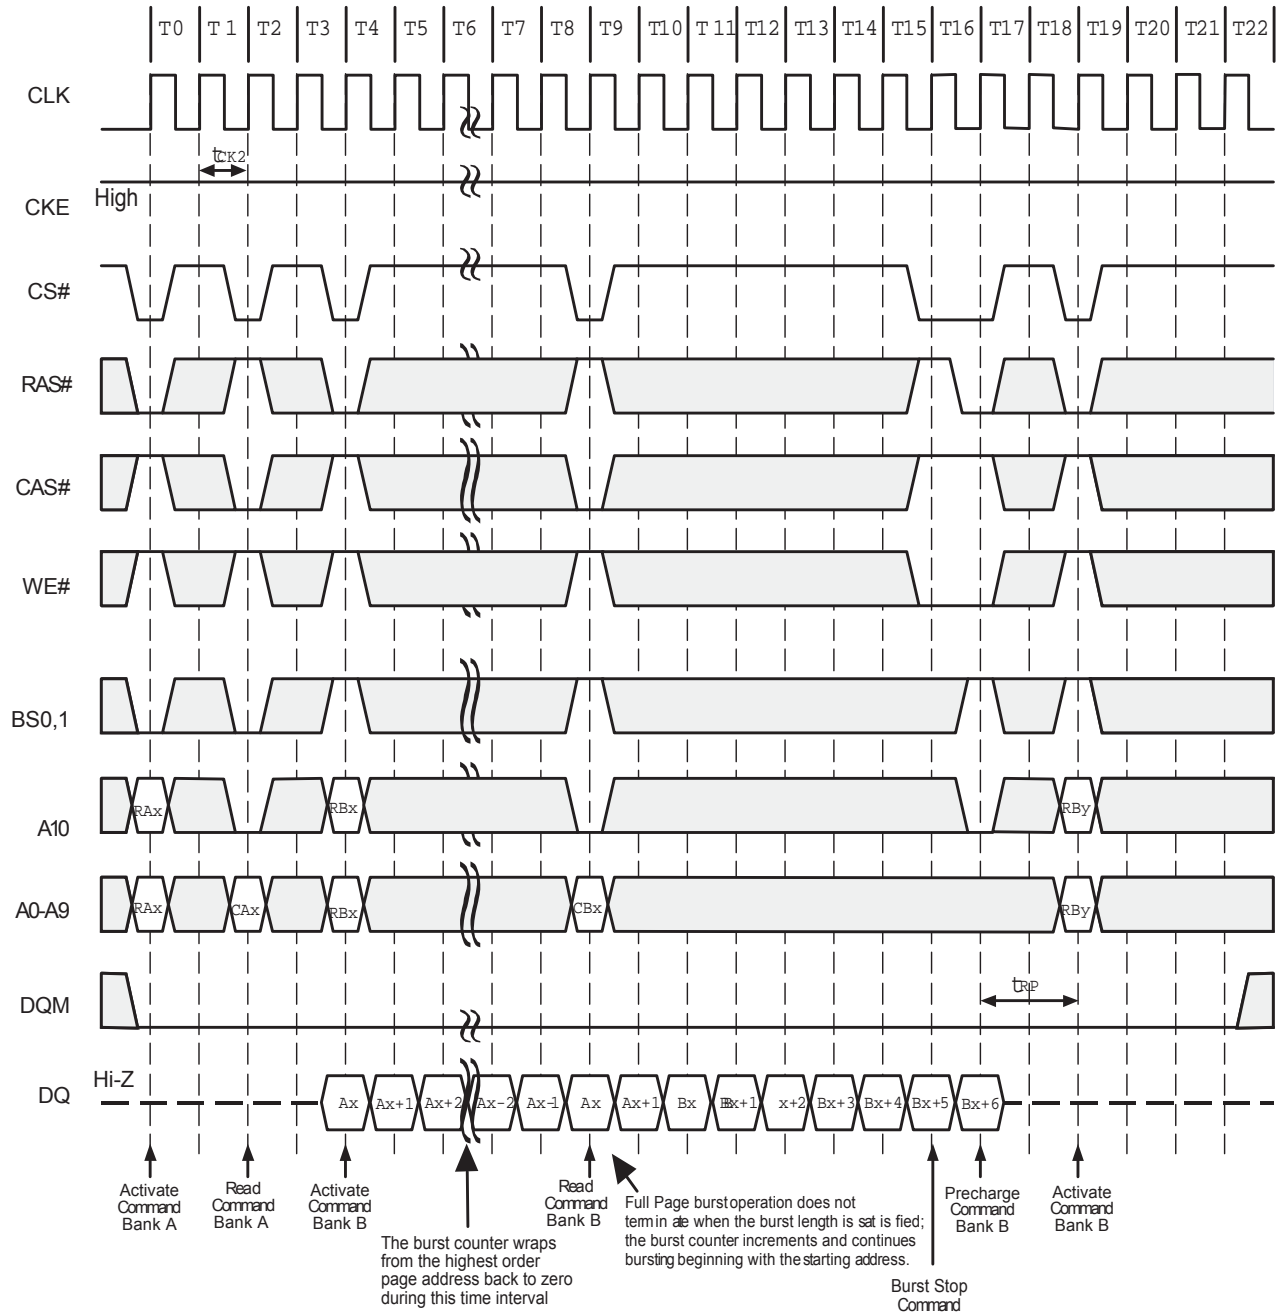 T0 T1 T2 T3 T4 T5 T6 T7 T8 T9 T10 T11 T12 T13 T14 T15 T16 T17 T18 T19 T20 T21 T22
CLK
tCK2
High
CKE
CS#
RAS#
CAS#
WE#
BS0,1
RAx RBx RBy
A10
RAx CAx RBx CBx RBy
A0-A9
tRP
DQM
Hi-Z
DQ
Ax Ax+1 Ax+2 Ax-2 Ax-1 Ax Ax+1 Bx Bx+1 x+2 Bx+3 Bx+4 Bx+5 Bx+6
Activate
Command
Bank A
Read
Command
Bank A
Activate
Command
Bank B
The burst counter wraps
from the highest order
page address back to zero
during this time interval
Read
Command
Bank B
Full Page burst operation does not
terminate when the burst length is satisfied;
the burst counter increments and continues
bursting beginning with the starting address.
Burst Stop
Command
Precharge
Command
Bank B
Activate
Command
Bank B